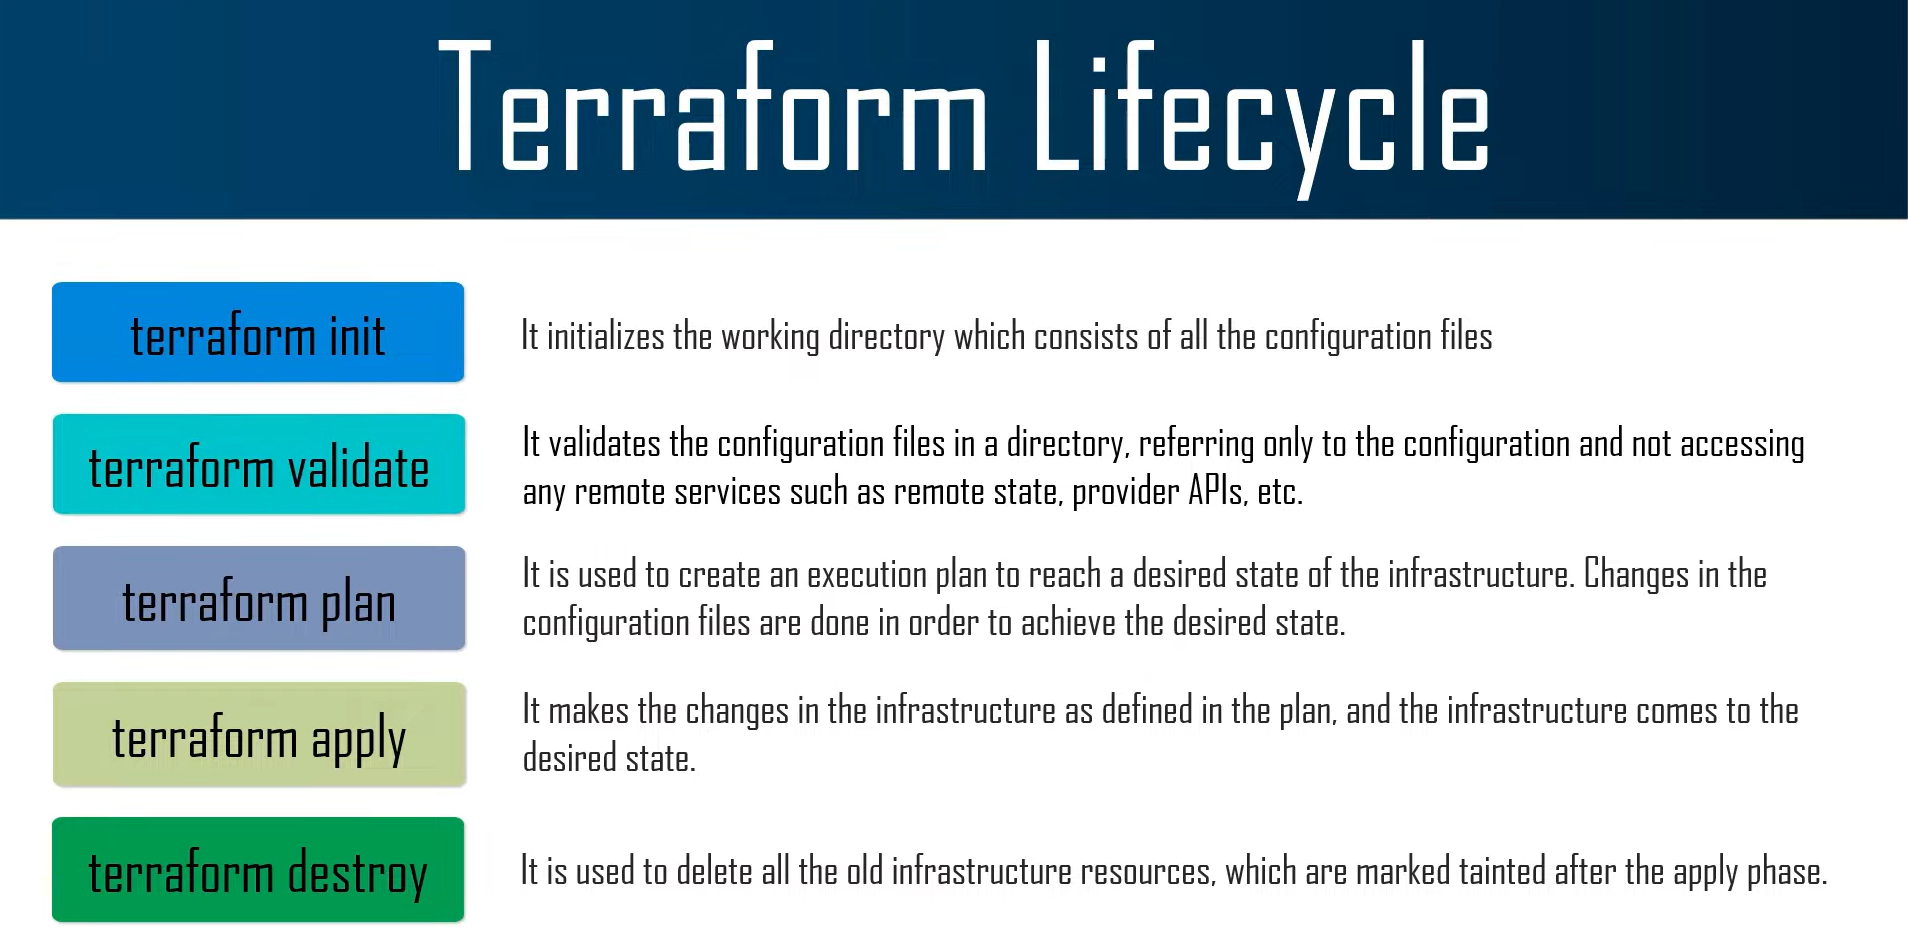 Terraform Lifecycle
terraform init
It initializes the working directory which consists of all the configuration files
terraform validate
It validates the configuration files in a directory, referring only to the configuration and not accessing
any remote services such as remote state, provider APIs, etc.
terraform plan
It is used to create an execution plan to reach a desired state of the infrastructure. Changes in the
configuration files are done in order to achieve the desired state.
terraform apply
It makes the changes in the infrastructure as defined in the plan, and the infrastructure comes to the
desired state.
terraform destroy
It is used to delete all the old infrastructure resources, which are marked tainted after the apply phase.